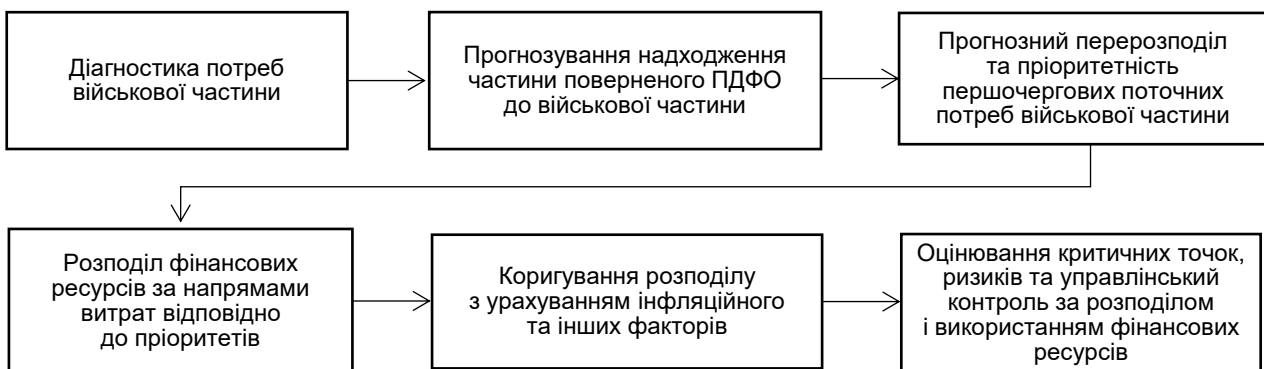 Діагностика потреб
військової частини
Прогнозування надходження
частини поверненого ПДФО
до військової частини
Прогнозний перерозподіл
та пріоритетність
першочергових поточних
потреб військової частини
Розподіл фінансових
ресурсів за напрямами
витрат відповідно
до пріоритетів
Коригування розподілу
з урахуванням інфляційного
та інших факторів
Оцінювання критичних точок,
ризиків та управлінський
контроль за розподілом
і використанням фінансових
ресурсів